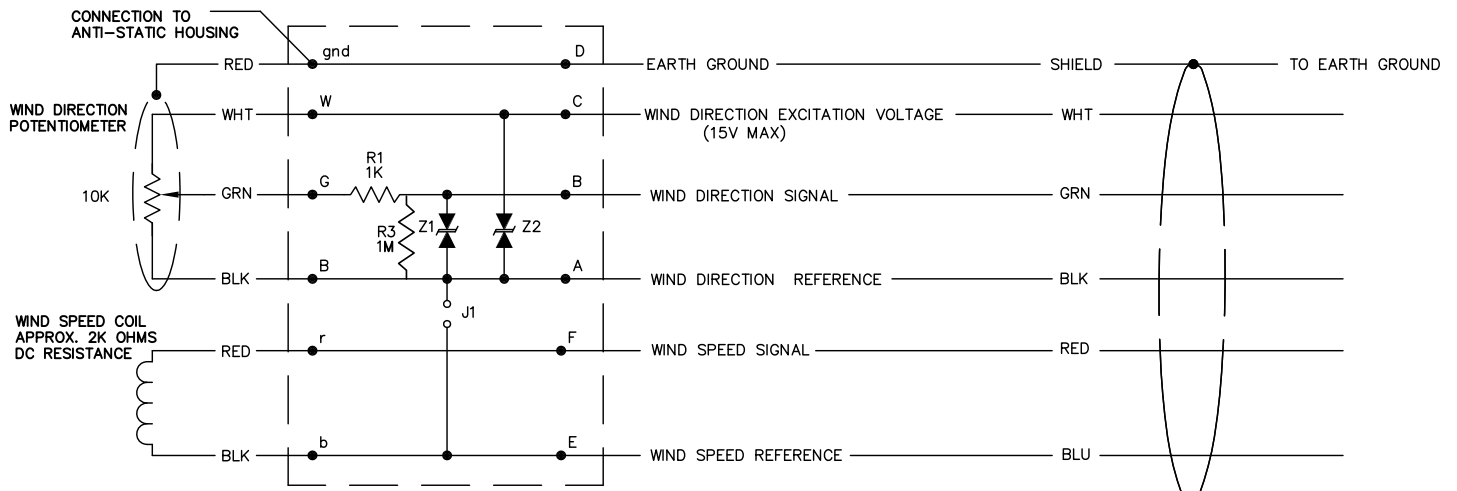 CONNECTION TO
ANTI-STATIC HOUSING
gnd
D
RED
EARTH GROUND
SHIELD
TO EARTH GROUND
WIND DIRECTION
POTENTIOMETER
WHT
W
C
WIND DIRECTION EXCITATION VOLTAGE
(15V MAX)
WHT
R1
1K
10K
GRN
G
B
WIND DIRECTION SIGNAL
GRN
R3
1M
Z1
Z2
BLK
B
A
WIND DIRECTION REFERENCE
BLK
J1
WIND SPEED COIL
APPROX. 2K OHMS
DC RESISTANCE
RED
r
F
WIND SPEED SIGNAL
RED
BLK
b
E
WIND SPEED REFERENCE
BLU